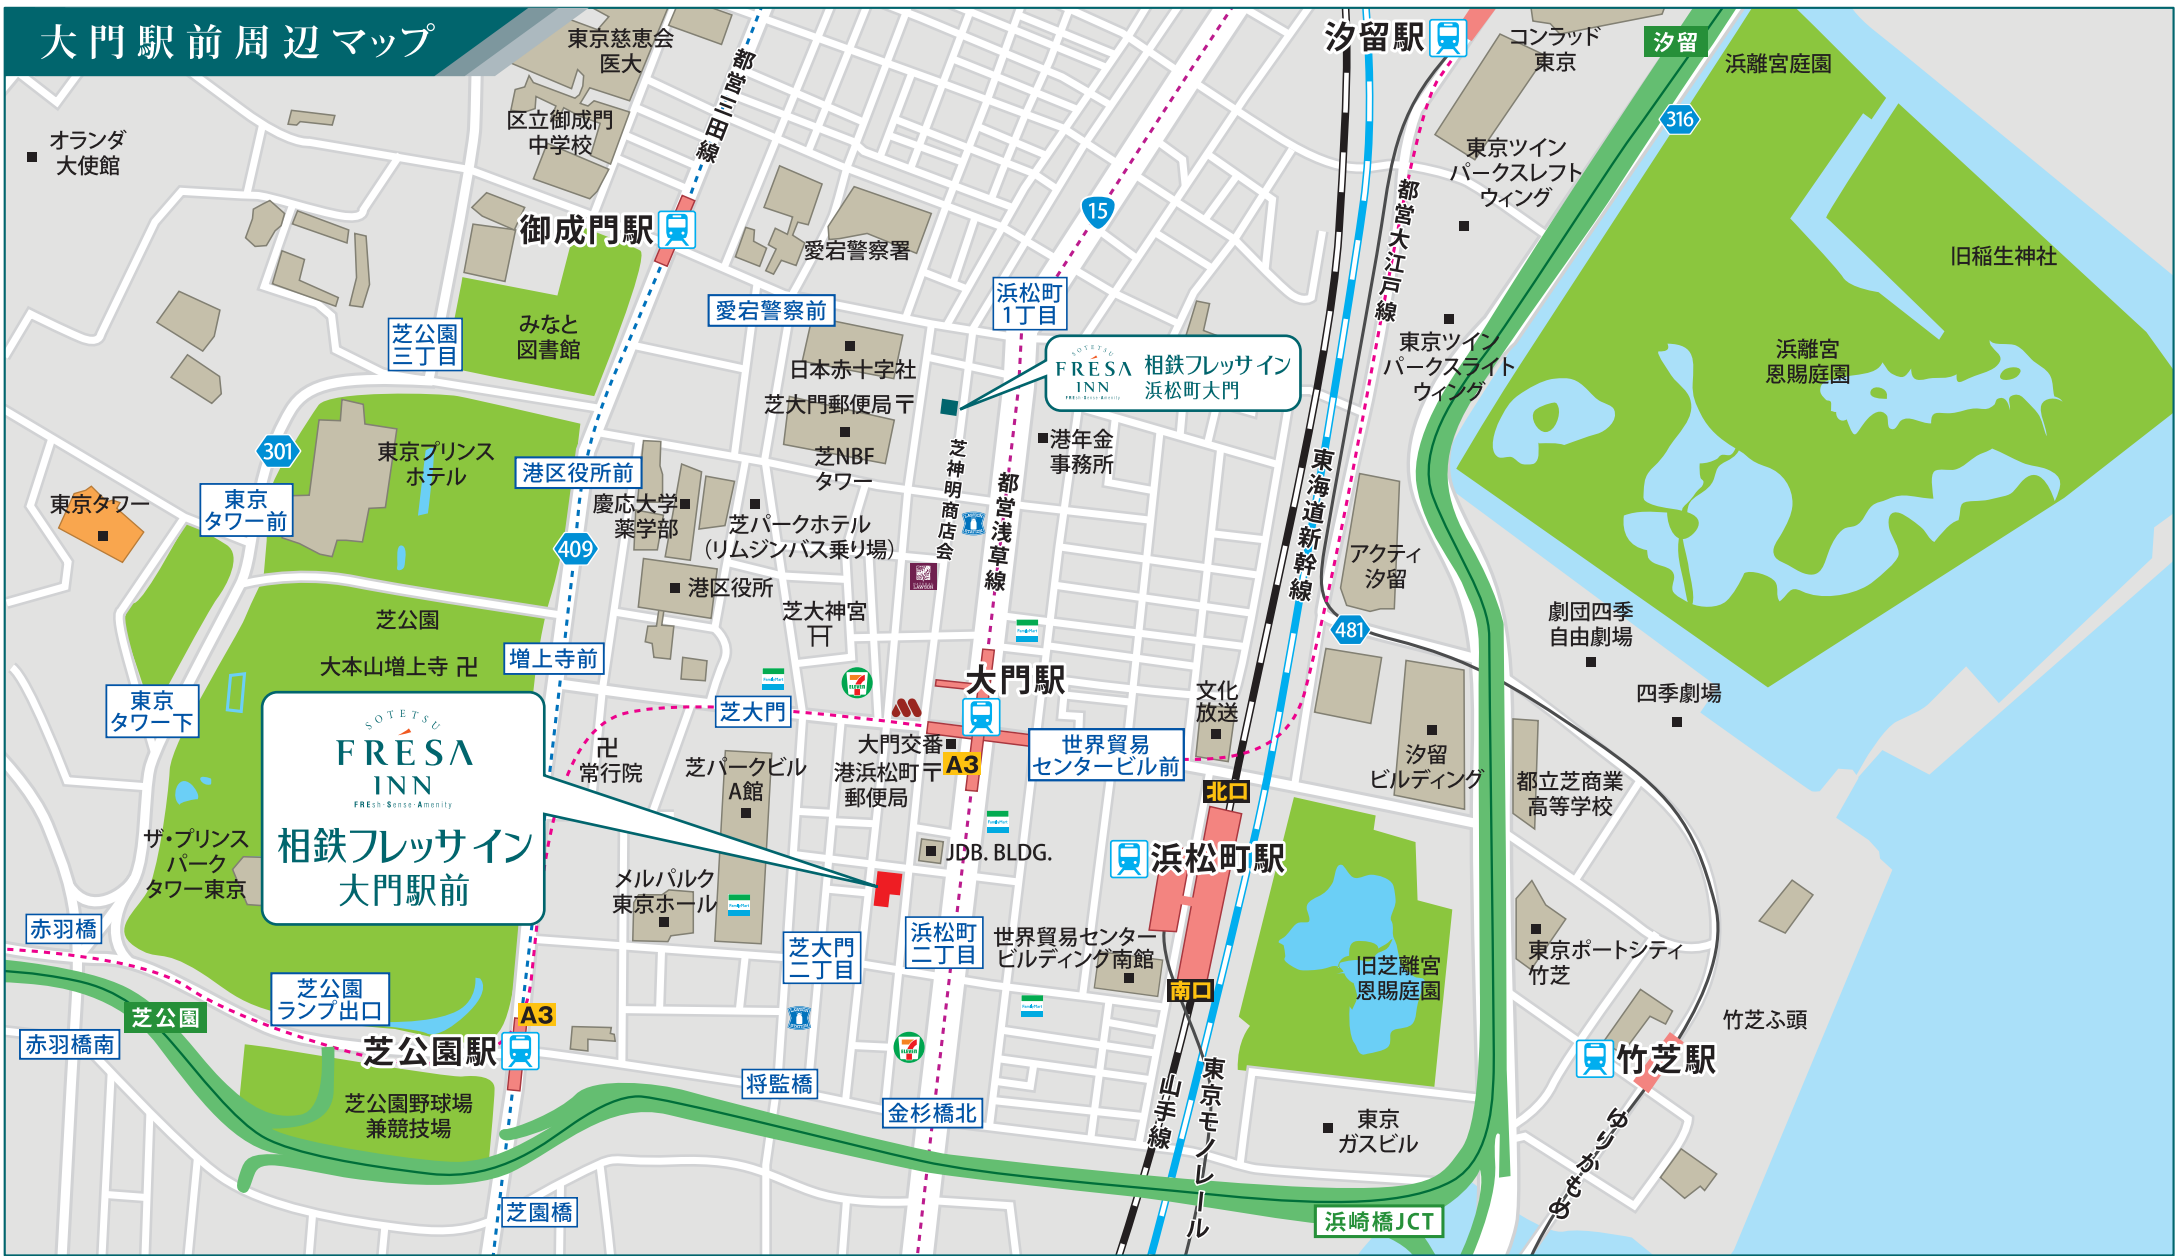 大門駅前周辺マップ
東京慈恵会
医大
都営三田線
汐留駅
コンラッド
東京
汐留
浜離宮庭園
316
オランダ
大使館
区立御成門
中学校
東京ツイン
パークスレフト
ウィング
都営大江戸線
15
御成門駅
愛宕警察署
旧稲生神社
愛宕警察前
浜松町
1丁目
芝公園
三丁目
みなと
図書館
日本赤十字社
SOTETSU
FRESA
INN
FREsh·Sense·Amenity
相鉄フレッサイン
浜松町大門
東京ツイン
パークスライト
ウィング
浜離宮
恩賜庭園
芝大門郵便局〒
芝NBF
タワー
芝神明商店会
港年金
事務所
301
東京プリンス
ホテル
港区役所前
東京タワー
東京
タワー前
慶応大学
薬学部
芝パークホテル
(リムジンバス乗り場)
都営浅草線
東海道新幹線
LAWSON
アクティ
汐留
409
港区役所
芝公園
芝大神宮
481
劇団四季
自由劇場
大本山増上寺卍
増上寺前
FamilyMart
FamilyMart
7
ELEVEN
大門駅
文化
放送
四季劇場
東京
タワー下
芝大門
SOTETSU
FRESA
INN
FREsh·Sense·Amenity
相鉄フレッサイン
大門駅前
卍
常行院
芝パークビル
A館
大門交番
A3
港浜松町〒
郵便局
世界貿易
センタービル前
北口
汐留
ビルディング
都立芝商業
高等学校
FamilyMart
ザ・プリンス
パーク
タワー東京
JDB. BLDG.
浜松町駅
メルパルク
東京ホール
FamilyMart
赤羽橋
芝大門
二丁目
浜松町
二丁目
世界貿易センター
ビルディング南館
南口
旧芝離宮
恩賜庭園
東京ポートシティ
竹芝
芝公園
ランプ出口
芝公園
A3
FamilyMart
竹芝ふ頭
赤羽橋南
芝公園駅
7
ELEVEN
竹芝駅
将監橋
山手線
東京モノレール
芝公園野球場
兼競技場
金杉橋北
東京
ガスビル
ゆりかもめ
芝園橋
浜崎橋JCT